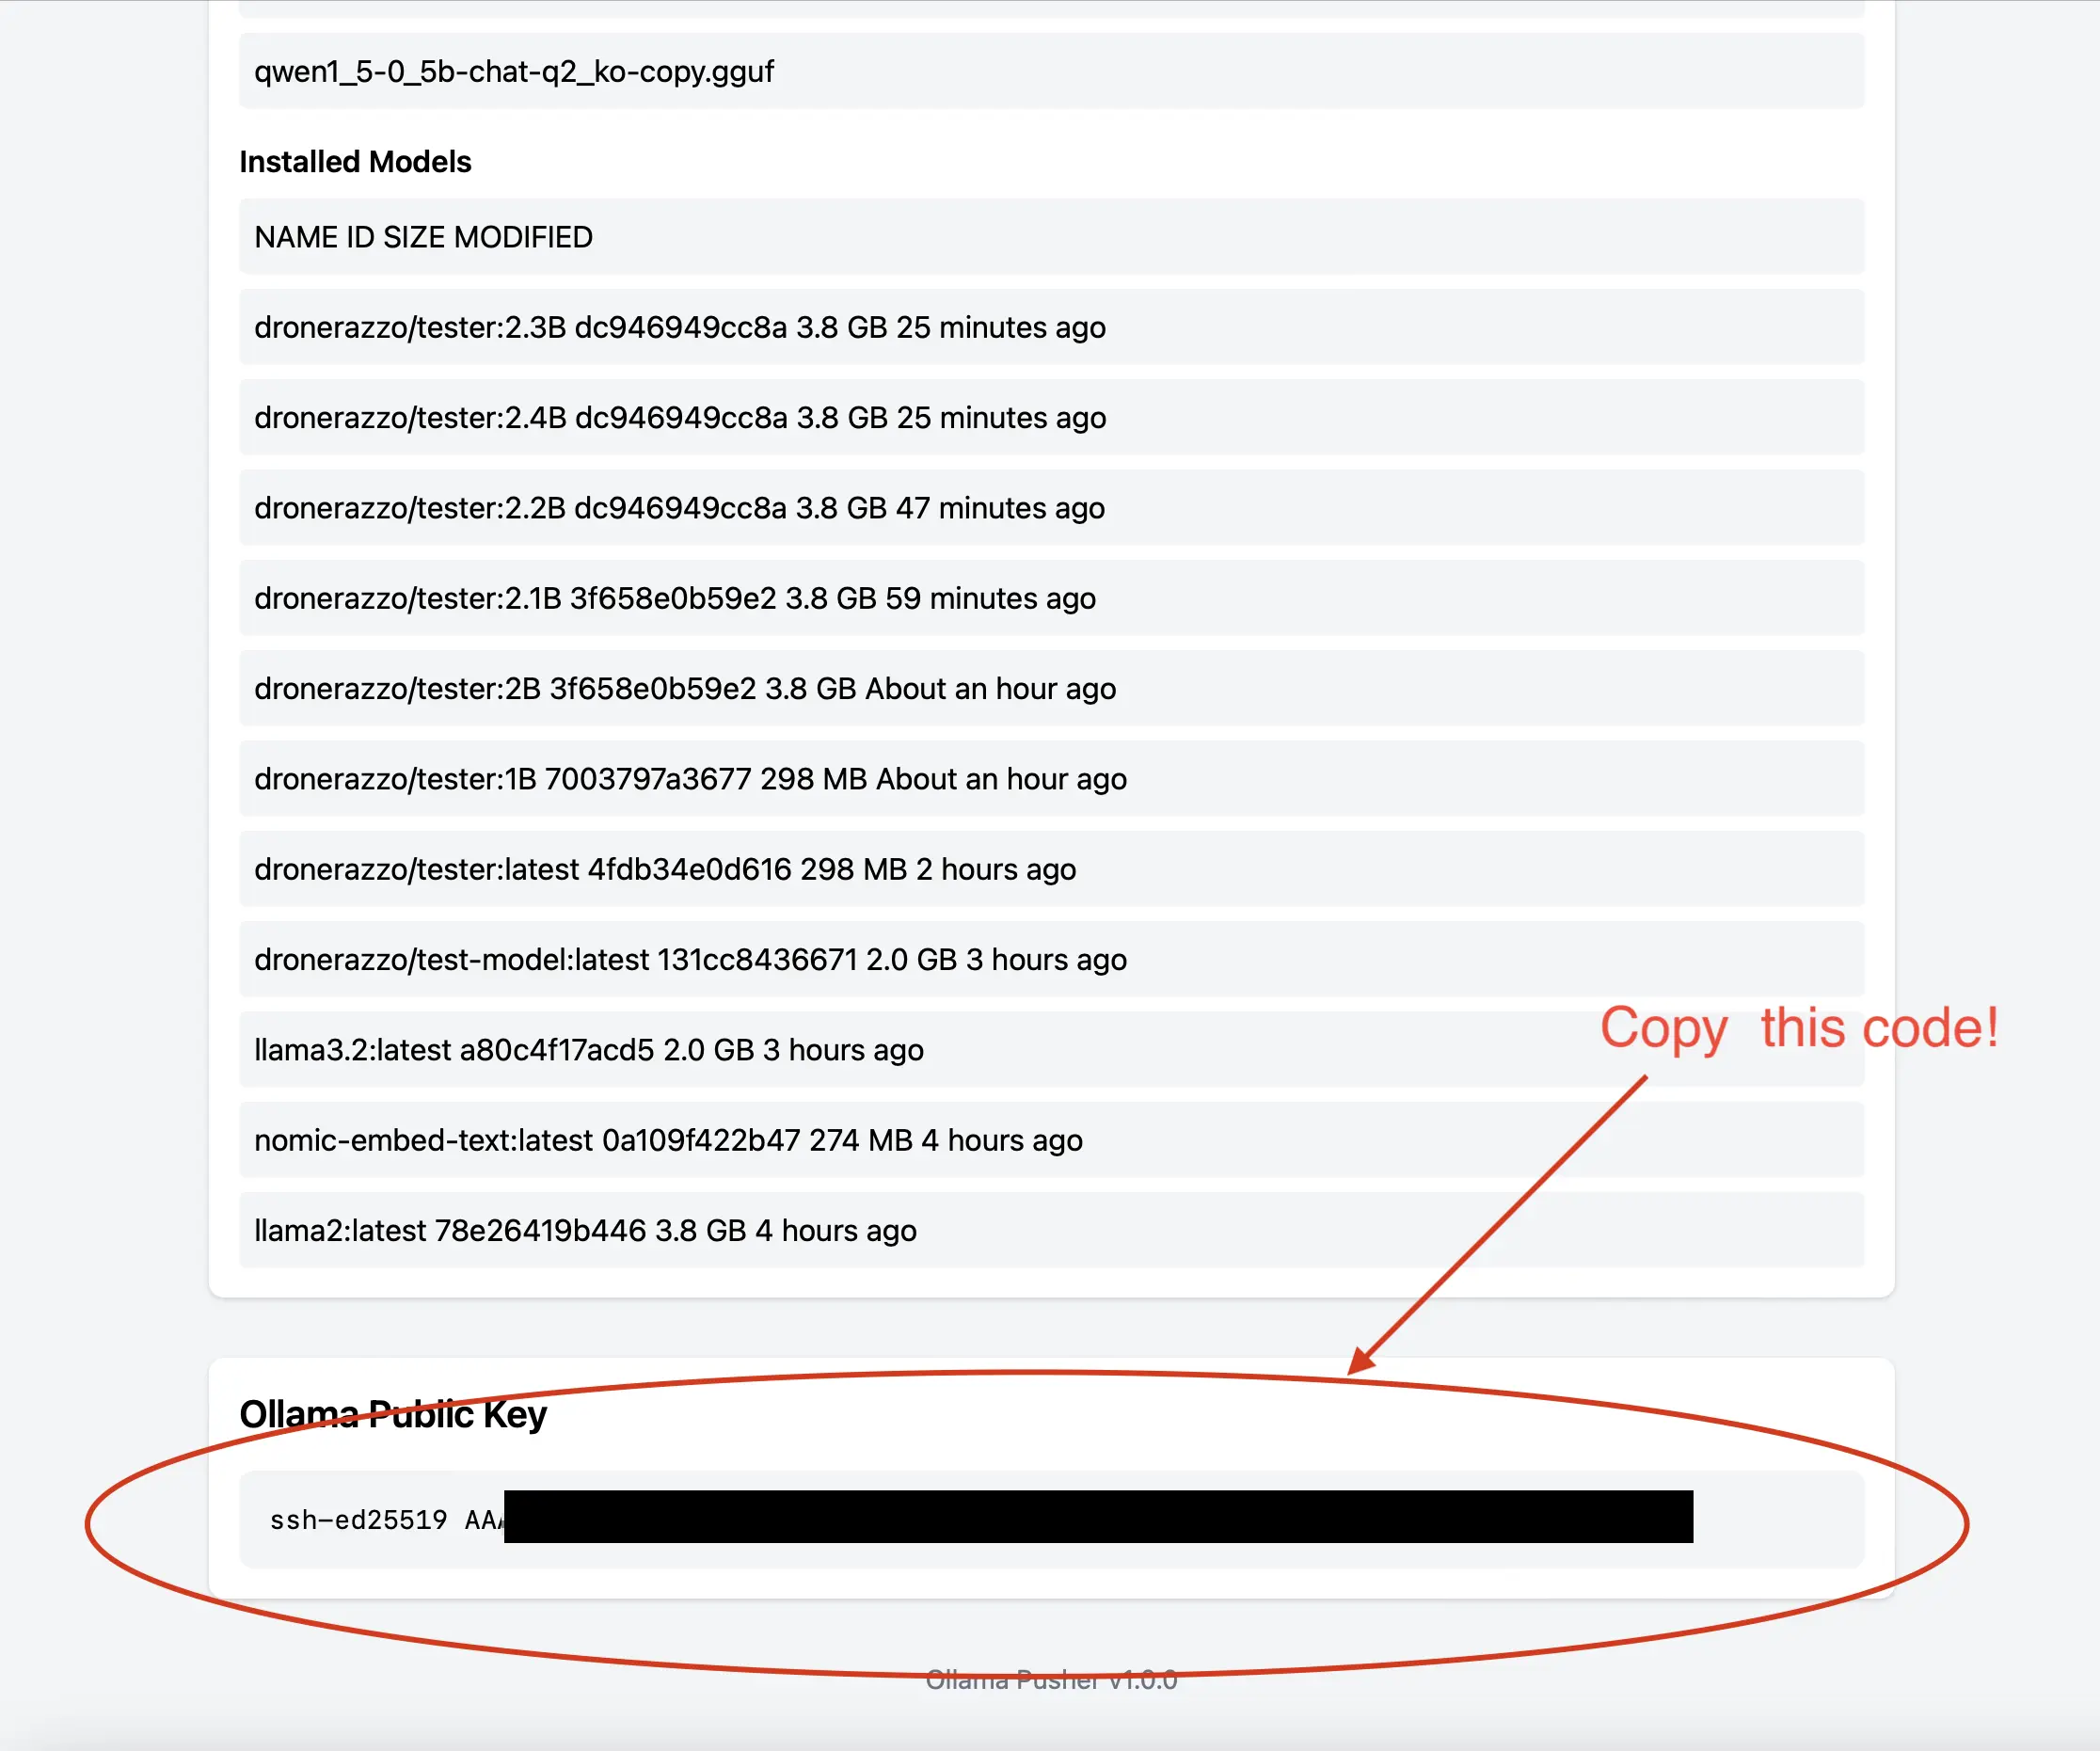 qwen1_5-0_5b-chat-q2_ko-copy.gguf
Installed Models
NAME ID SIZE MODIFIED
dronerazzo/tester:2.3B dc946949cc8a 3.8 GB 25 minutes ago
dronerazzo/tester:2.4B dc946949cc8a 3.8 GB 25 minutes ago
dronerazzo/tester:2.2B dc946949cc8a 3.8 GB 47 minutes ago
dronerazzo/tester:2.1B 3f658e0b59e2 3.8 GB 59 minutes ago
dronerazzo/tester:2B 3f658e0b59e2 3.8 GB About an hour ago
dronerazzo/tester:1B 7003797a3677 298 MB About an hour ago
dronerazzo/tester:latest 4fdb34e0d616 298 MB 2 hours ago
dronerazzo/test-model:latest 131cc8436671 2.0 GB 3 hours ago
Copy this code!
llama3.2:latest a80c4f17acd5 2.0 GB 3 hours ago
nomic-embed-text:latest 0a109f422b47 274 MB 4 hours ago
llama2:latest 78e26419b446 3.8 GB 4 hours ago
Ollama Public Key
ssh-ed25519 AA
Ollama Pusher v1.0.0